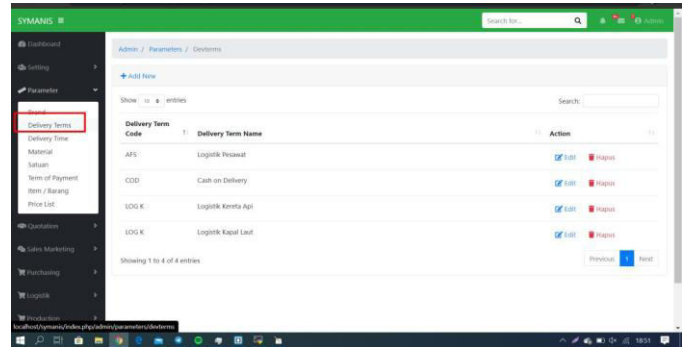 SYMANIS
Search for...
Admin
Dashboard
Admin / Parameters / Devterms
Setting
+ Add New
Parameter
Show 10 entries
Search:
Brand
Delivery Terms
Delivery Time
Material
Satuan
Term of Payment
Item / Barang
Price List
Delivery Term Code
Delivery Term Name
Action
AFS
Logistik Pesawat
Edit
Hapus
COD
Cash on Delivery
Edit
Hapus
LOG K
Logistik Kereta Api
Edit
Hapus
LOG K
Logistik Kapal Laut
Edit
Hapus
Quotation
Sales Marketing
Showing 1 to 4 of 4 entries
Previous 1 Next
Purchasing
Logistik
Production
localhost/symanis/index.php/admin/parameters/devterms
1851